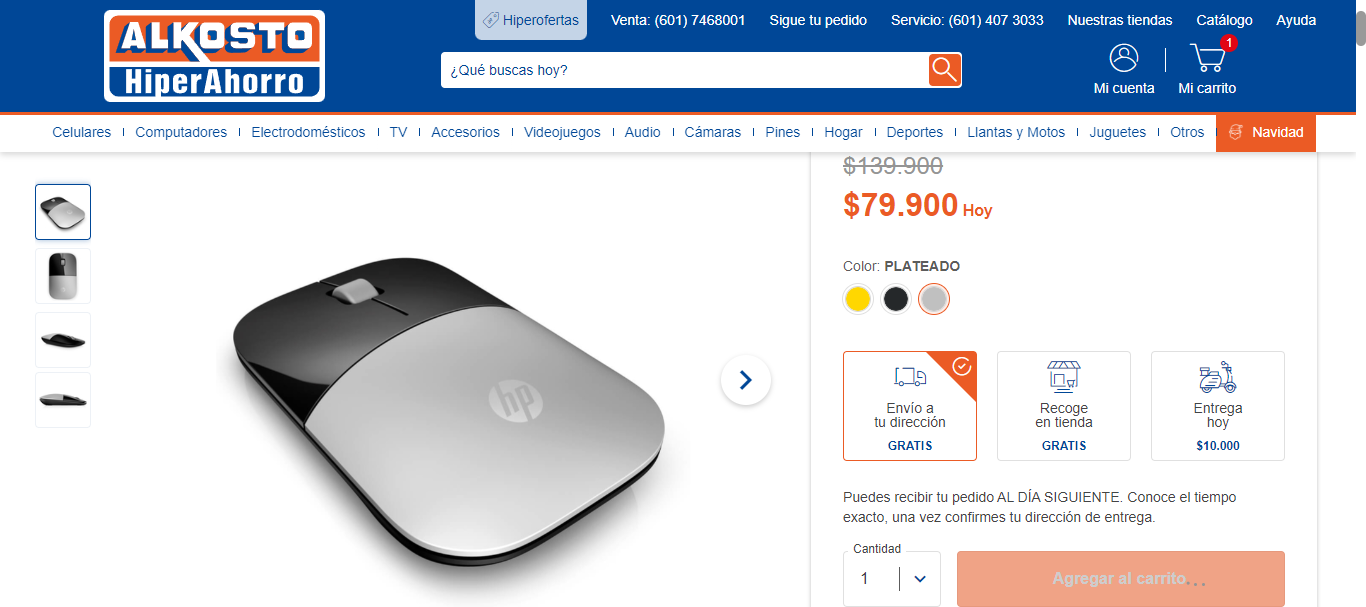 ALKOSTO
HiperAhorro
Hiperofertas
Venta: (601) 7468001
Sigue tu pedido
Servicio: (601) 407 3033
Nuestras tiendas
Catálogo
Ayuda
¿Qué buscas hoy?
1
Mi cuenta
Mi carrito
Celulares
Computadores
Electrodomésticos
TV
Accesorios
Videojuegos
Audio
Cámaras
Pines
Hogar
Deportes
Llantas y Motos
Juguetes
Otros
Navidad
hp
$139.900
$79.900 Hoy
Color: PLATEADO
Envío a
tu dirección
GRATIS
Recoge
en tienda
GRATIS
Entrega
hoy
$10.000
Puedes recibir tu pedido AL DÍA SIGUIENTE. Conoce el tiempo
exacto, una vez confirmes tu dirección de entrega.
Cantidad
1
Agregar al carrito...